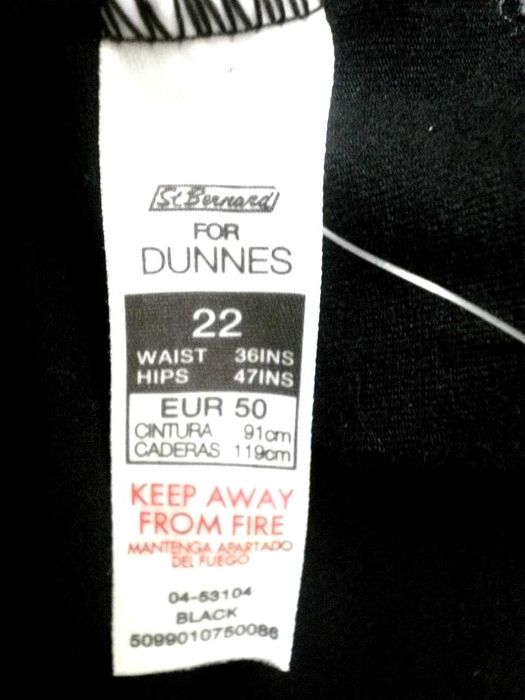 St. Bernard
FOR
DUNNES
22
WAIST 36INS
HIPS 47INS
EUR 50
CINTURA 91cm
CADERAS 119cm
KEEP AWAY
FROM FIRE
MANTENGA APARTADO
DEL FUEGO
04-53104
BLACK
5099010750086